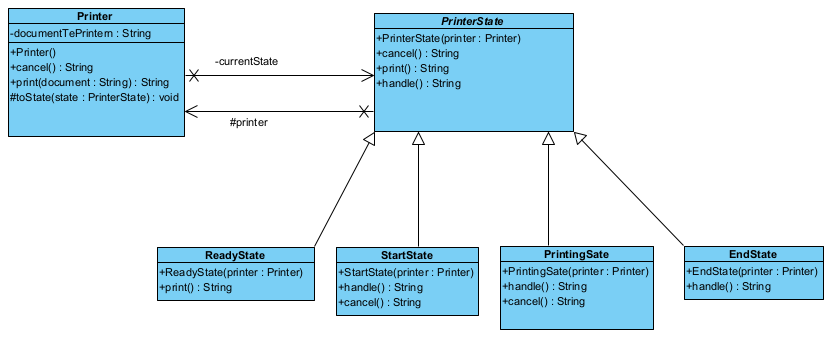 Printer
-documentTePrintern : String
+Printer()
+cancel() : String
+print(document : String) : String
#toState(state : PrinterState) : void
-currentState
#printer
PrinterState
+PrinterState(printer : Printer)
+cancel() : String
+print() : String
+handle() : String
ReadyState
+ReadyState(printer : Printer)
+print() : String
StartState
+StartState(printer : Printer)
+handle() : String
+cancel() : String
PrintingSate
+PrintingSate(printer : Printer)
+handle() : String
+cancel() : String
EndState
+EndState(printer : Printer)
+handle() : String